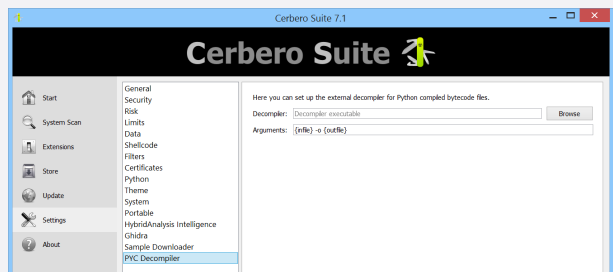 Cerbero Suite 7.1
Cerbero Suite
Start
System Scan
Extensions
Store
Update
Settings
About
General
Security
Risk
Limits
Data
Shellcode
Filters
Certificates
Python
Theme
System
Portable
HybridAnalysis Intelligence
Ghidra
Sample Downloader
PYC Decompiler
Here you can set up the external decompiler for Python compiled bytecode files.
Decompiler: Decompiler executable Browse
Arguments: {infile} -o {outfile}